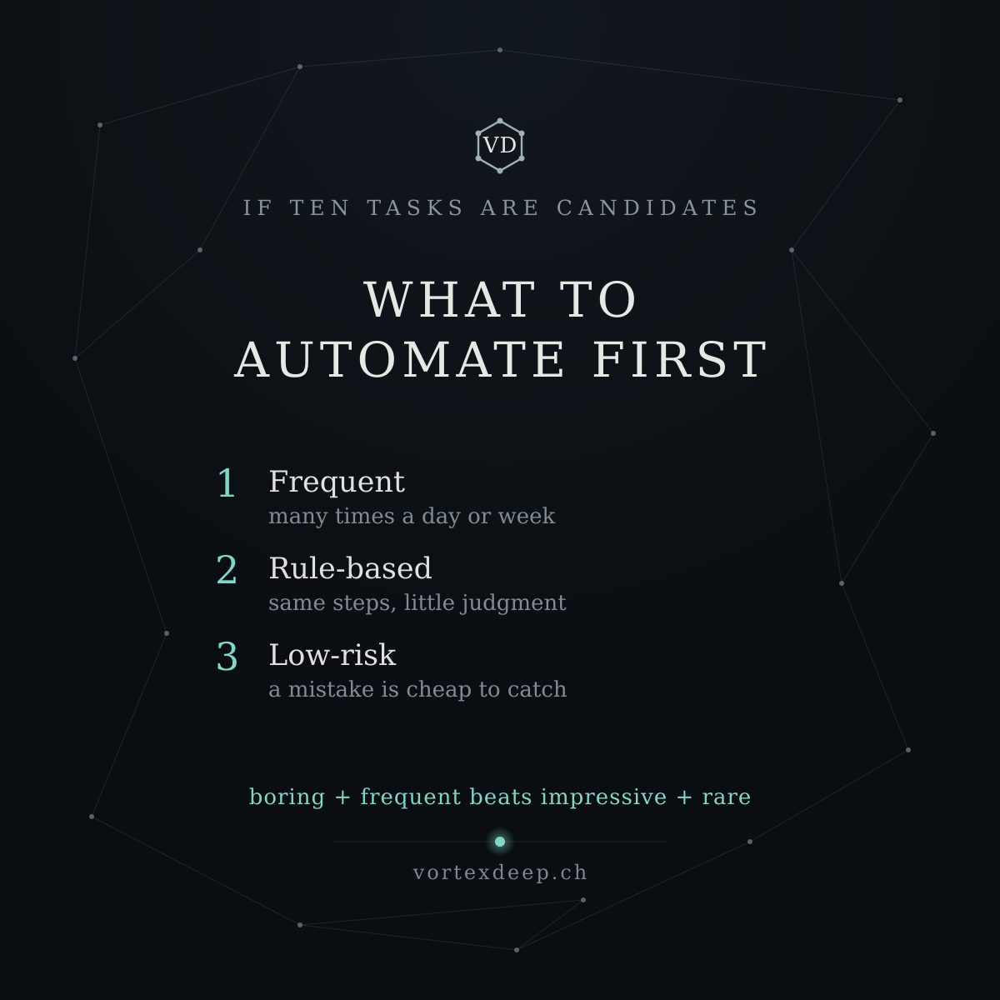 VD
IF TEN TASKS ARE CANDIDATES
WHAT TO
AUTOMATE FIRST
1 Frequent
many times a day or week
2 Rule-based
same steps, little judgment
3 Low-risk
a mistake is cheap to catch
boring + frequent beats impressive + rare
vortexdeep.ch